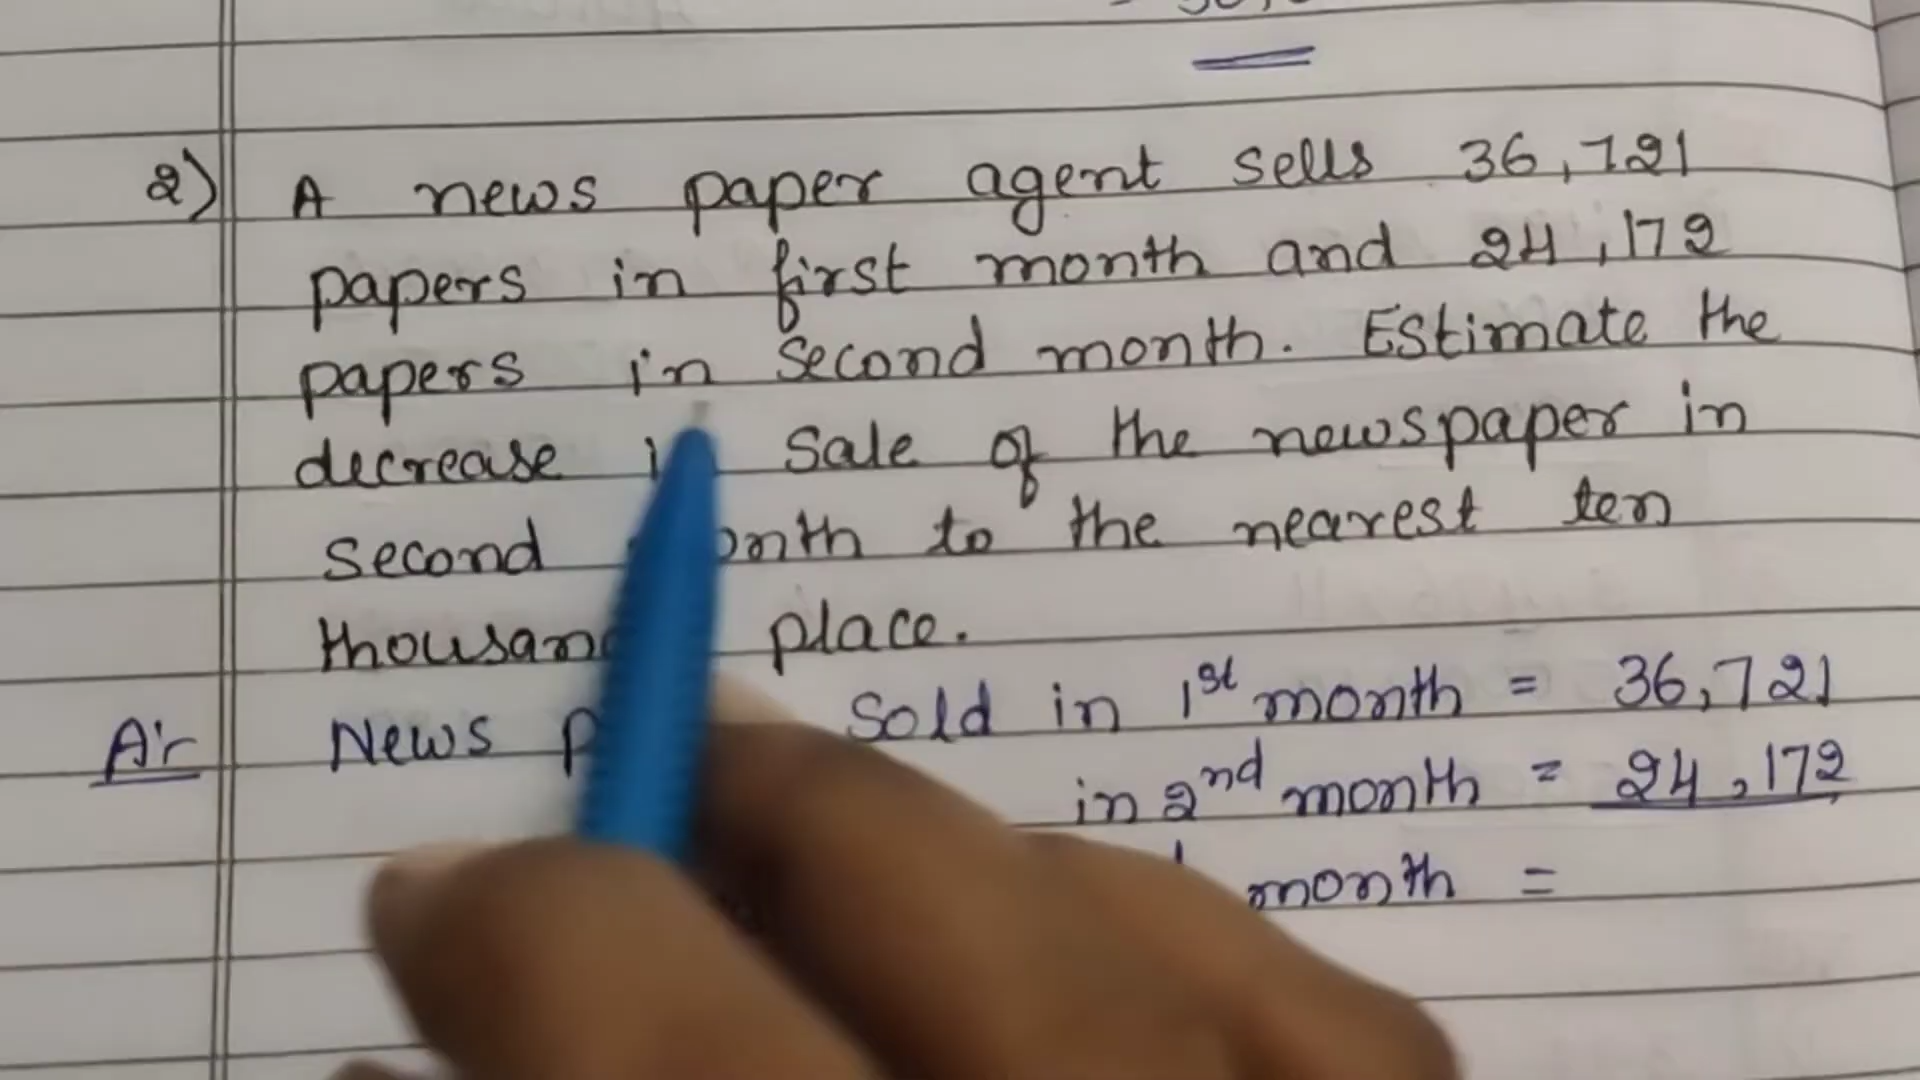 2) A news paper agent sells 36,721
papers in first month and 24,172
papers in second month. Estimate the
decrease sale of the newspaper in
second to the nearest ten
place.
Ar News sold in 1st month = 36,721
in 2nd month = 24,172
month =